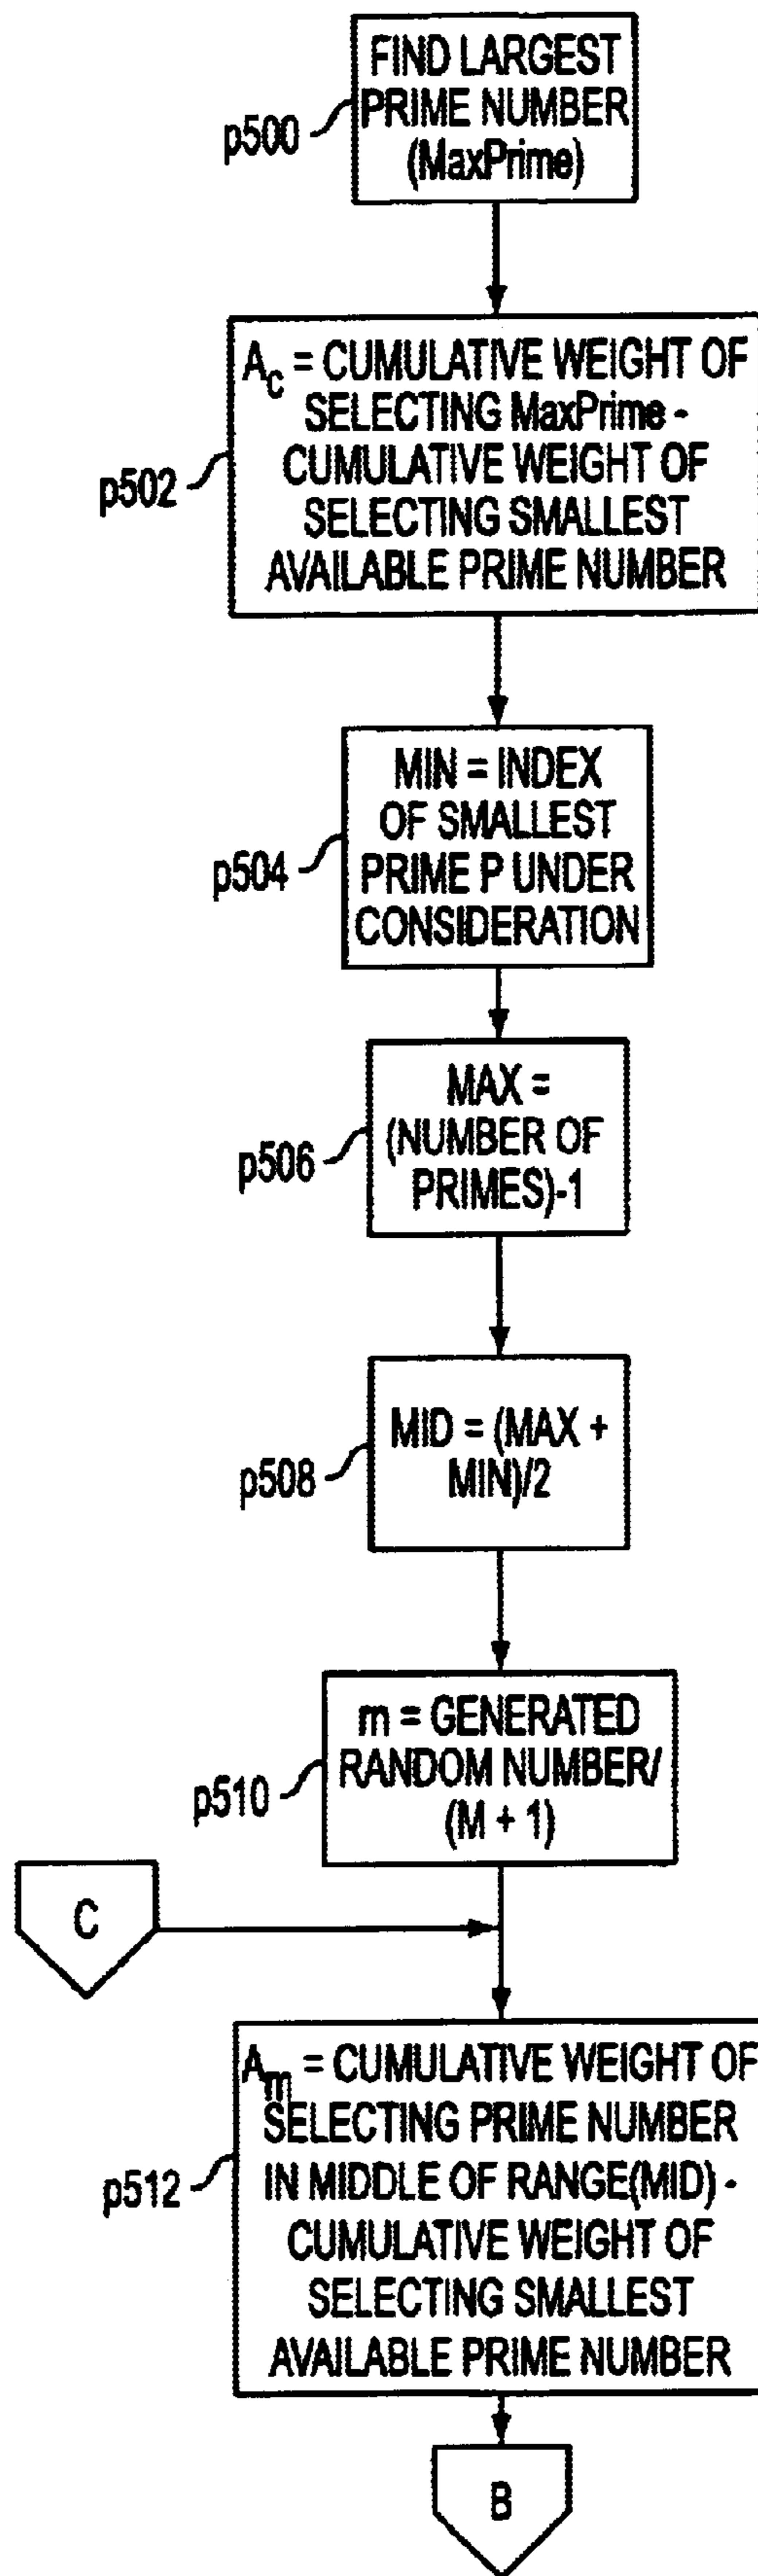 FIND LARGEST
PRIME NUMBER
(MaxPrime)
p500
A_c = CUMULATIVE WEIGHT OF
SELECTING MaxPrime -
CUMULATIVE WEIGHT OF
SELECTING SMALLEST
AVAILABLE PRIME NUMBER
p502
MIN = INDEX
OF SMALLEST
PRIME P UNDER
CONSIDERATION
p504
MAX =
(NUMBER OF
PRIMES)-1
p506
MID = (MAX +
MIN)/2
p508
m = GENERATED
RANDOM NUMBER/
(M + 1)
p510
C
A_m = CUMULATIVE WEIGHT OF
SELECTING PRIME NUMBER
IN MIDDLE OF RANGE(MID) -
CUMULATIVE WEIGHT OF
SELECTING SMALLEST
AVAILABLE PRIME NUMBER
p512
B